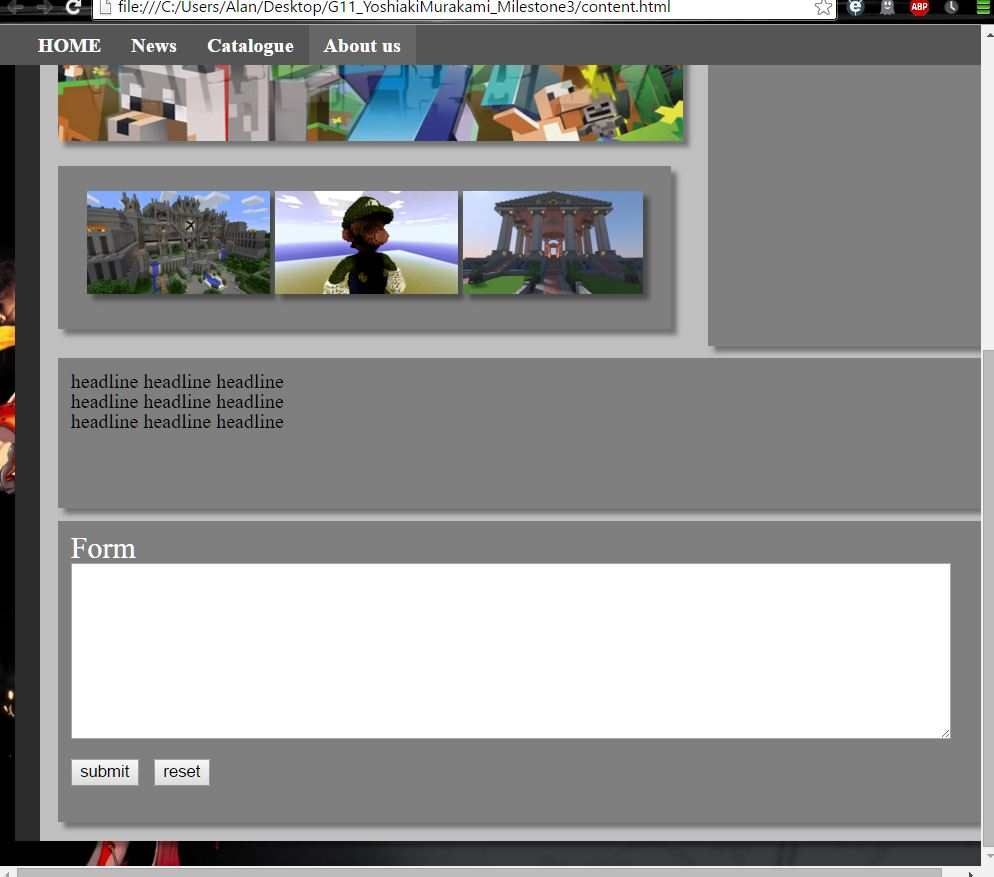 file:///C:/Users/Alan/Desktop/G11_YoshiakiMurakami_Milestone3/content.html
ABP
HOME News Catalogue About us
headline headline headline
headline headline headline
headline headline headline
Form
submit reset